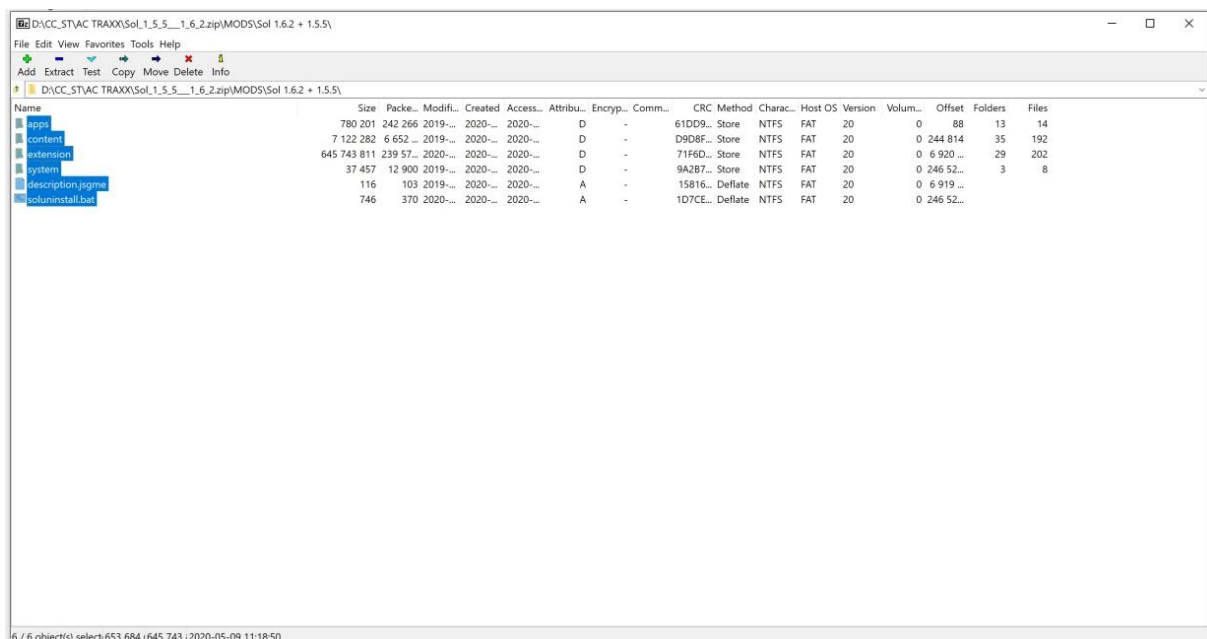 D:\CC_ST\AC TRAXX\Sol_1_5_5___1_6_2.zip\MODS\Sol 1.6.2 + 1.5.5\
File Edit View Favorites Tools Help
Add Extract Test Copy Move Delete Info
D:\CC_ST\AC TRAXX\Sol_1_5_5___1_6_2.zip\MODS\Sol 1.6.2 + 1.5.5\
Name Size Packe... Modifi... Created Access... Attribu... Encryp... Comm... CRC Method Charac... Host OS Version Volum... Offset Folders Files
apps 780 201 242 266 2019-... 2020-... 2020-... D - 61DD9... Store NTFS FAT 20 0 88 13 14
content 7 122 282 6 652 ... 2019-... 2020-... 2020-... D - D9D8F... Store NTFS FAT 20 0 244 814 35 192
extension 645 743 811 239 57... 2020-... 2020-... 2020-... D - 71F6D... Store NTFS FAT 20 0 6 920 ... 29 202
system 37 457 12 900 2019-... 2020-... 2020-... D - 9A2B7... Store NTFS FAT 20 0 246 52... 3 8
description.jsgme 116 103 2019-... 2020-... 2020-... A - 15816... Deflate NTFS FAT 20 0 6 919 ...
soluninstall.bat 746 370 2020-... 2020-... 2020-... A - 1D7CE... Deflate NTFS FAT 20 0 246 52...
6 / 6 object(s) select 653 684 645 743 2020-05-09 11:18:50